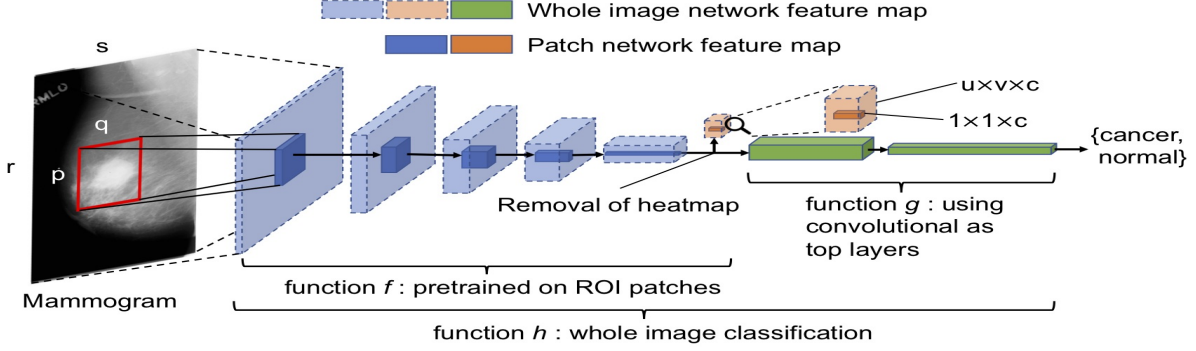 Whole image network feature map
Patch network feature map
s
RMLO
q
r
p
u×v×c
1×1×c
{cancer,
normal}
Removal of heatmap
function g : using
convolutional as
top layers
Mammogram
function f : pretrained on ROI patches
function h : whole image classification